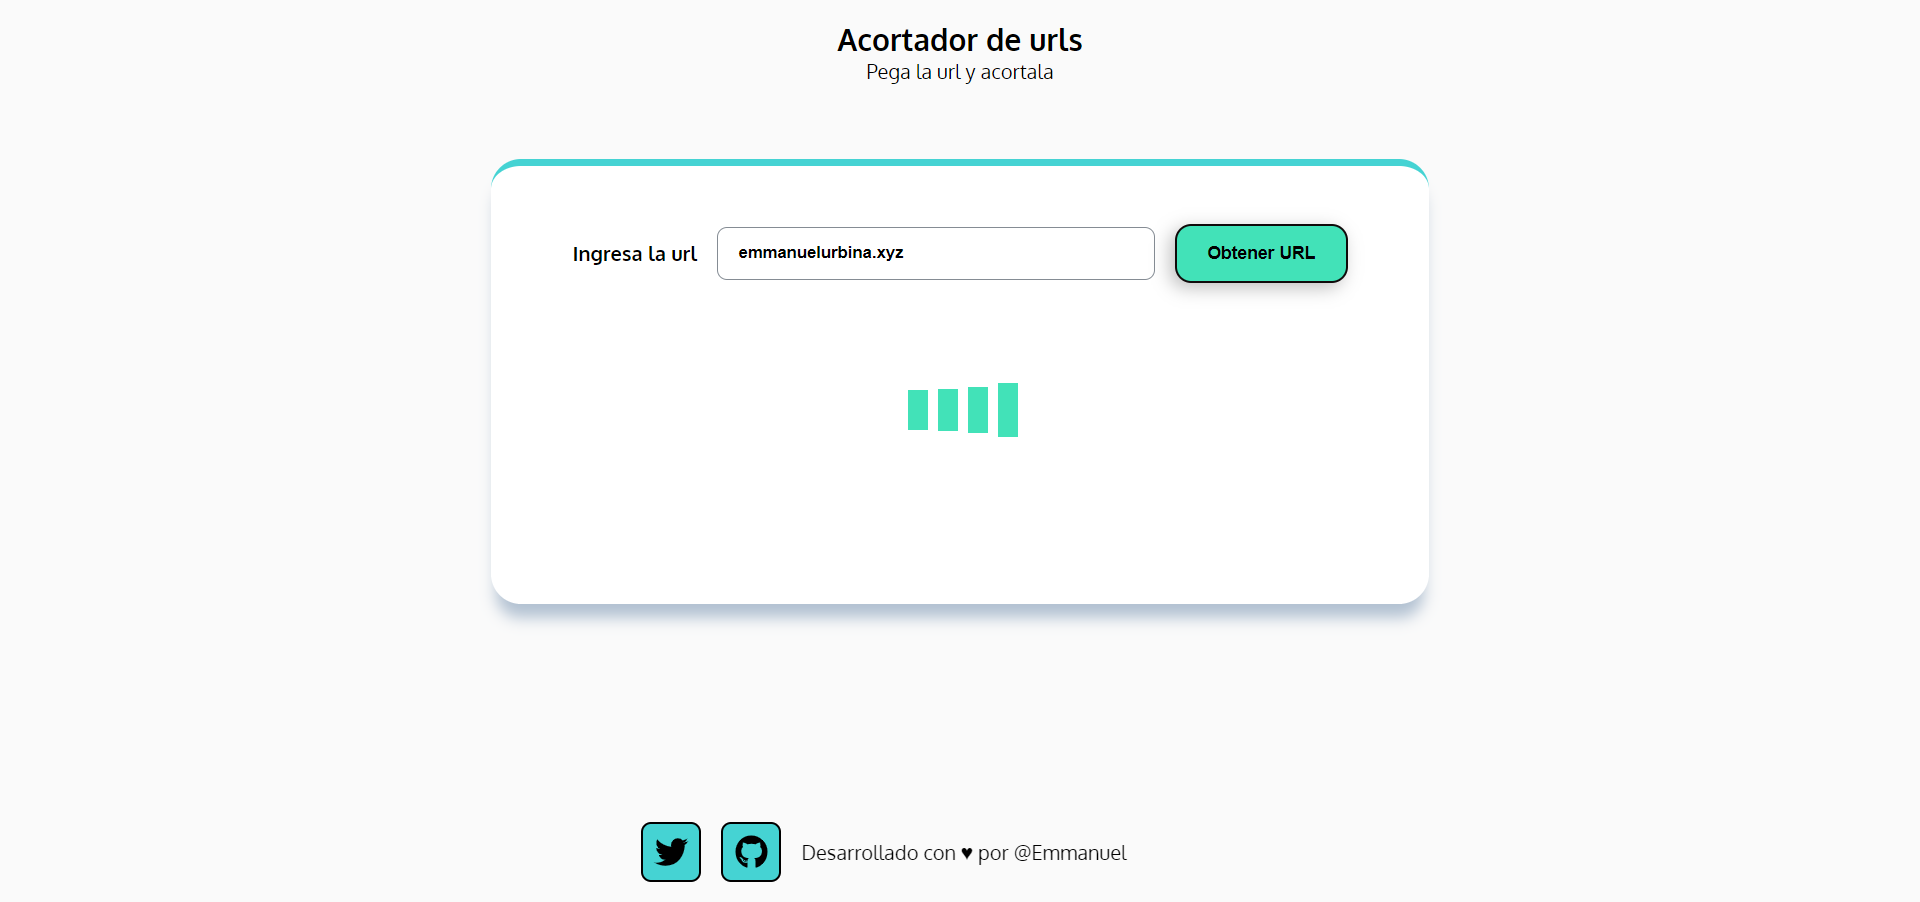 Acortador de urls
Pega la url y acortala
Ingresa la url
emmanuelurbina.xyz
Obtener URL
Desarrollado con ♥ por @Emmanuel